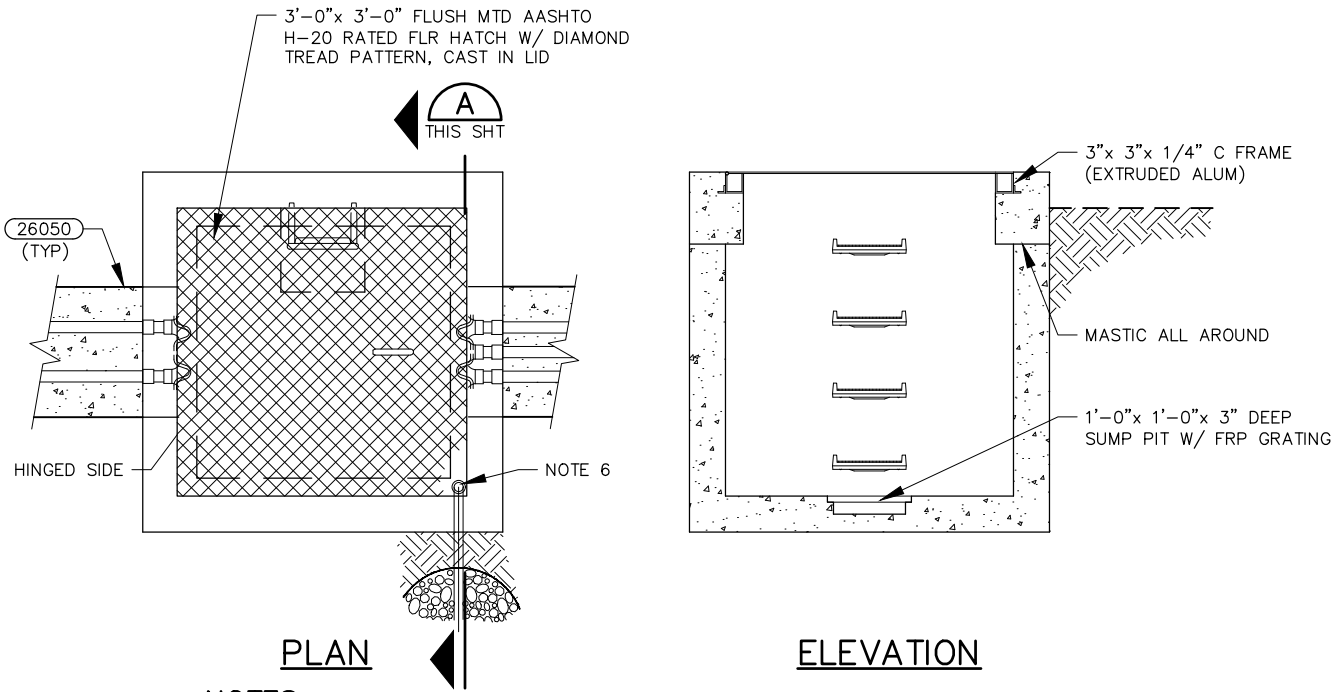 3'-0"x 3'-0" FLUSH MTD AASHTO
H-20 RATED FLR HATCH W/ DIAMOND
TREAD PATTERN, CAST IN LID
A
THIS SHT
26050
(TYP)
HINGED SIDE
NOTE 6
PLAN
3"x 3"x 1/4" C FRAME
(EXTRUDED ALUM)
MASTIC ALL AROUND
1'-0"x 1'-0"x 3" DEEP
SUMP PIT W/ FRP GRATING
ELEVATION